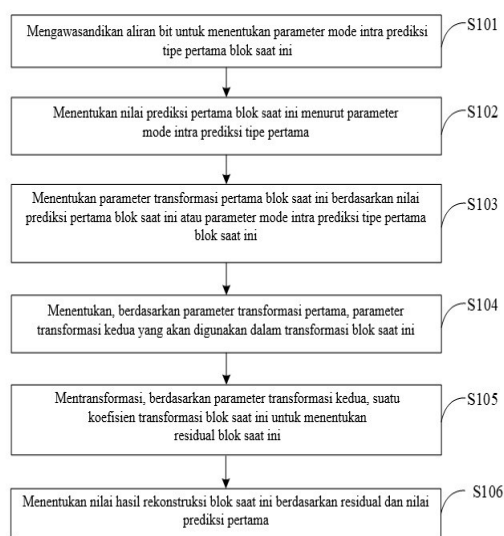 Mengawasandikan aliran bit untuk menentukan parameter mode intra prediksi
tipe pertama blok saat ini
S101
Menentukan nilai prediksi pertama blok saat ini menurut parameter
mode intra prediksi tipe pertama
S102
Menentukan parameter transformasi pertama blok saat ini berdasarkan nilai
prediksi pertama blok saat ini atau parameter mode intra prediksi tipe pertama
blok saat ini
S103
Menentukan, berdasarkan parameter transformasi pertama, parameter
transformasi kedua yang akan digunakan dalam transformasi blok saat ini
S104
Mentransformasi, berdasarkan parameter transformasi kedua, suatu
koefisien transformasi blok saat ini untuk menentukan
residual blok saat ini
S105
Menentukan nilai hasil rekonstruksi blok saat ini berdasarkan residual dan nilai
prediksi pertama
S106